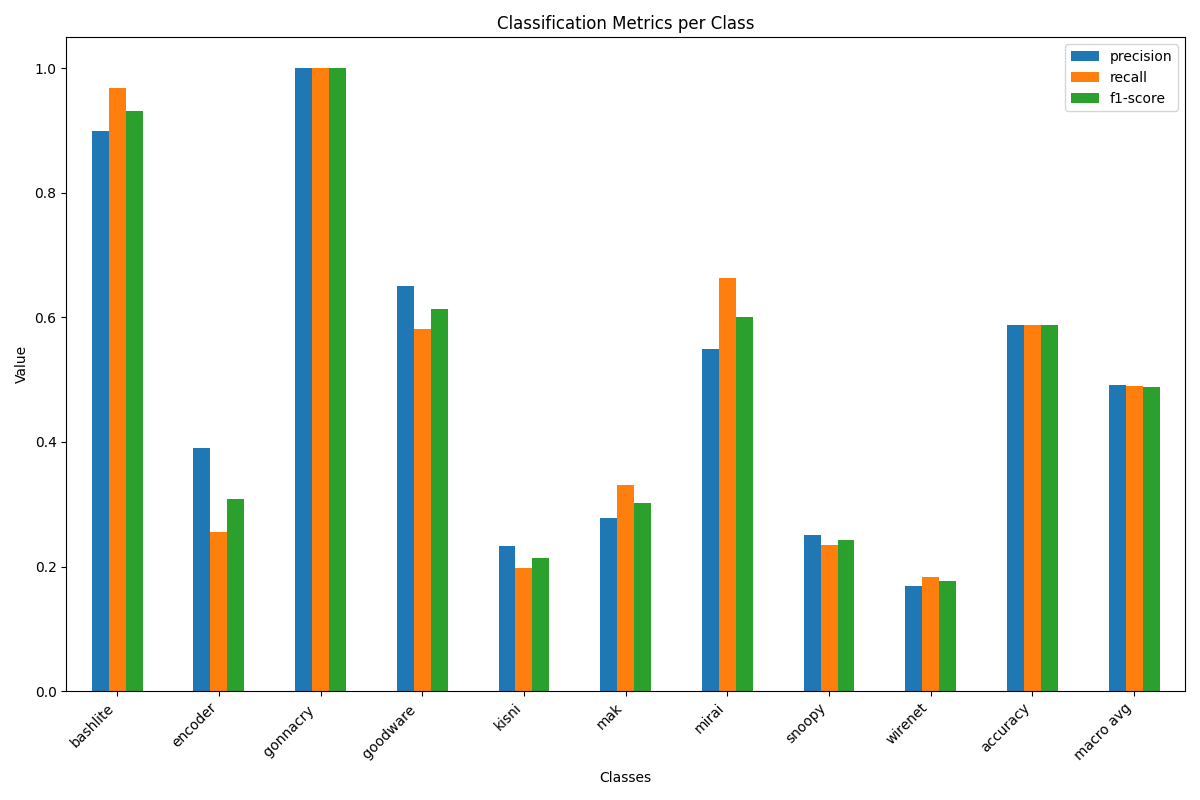 Classification Metrics per Class
precision
recall
f1-score
1.0
0.8
0.6
0.4
0.2
0.0
Value
bashlite
encoder
gonnacry
goodware
kisni
mak
mirai
snoopy
wirenet
accuracy
macro avg
Classes